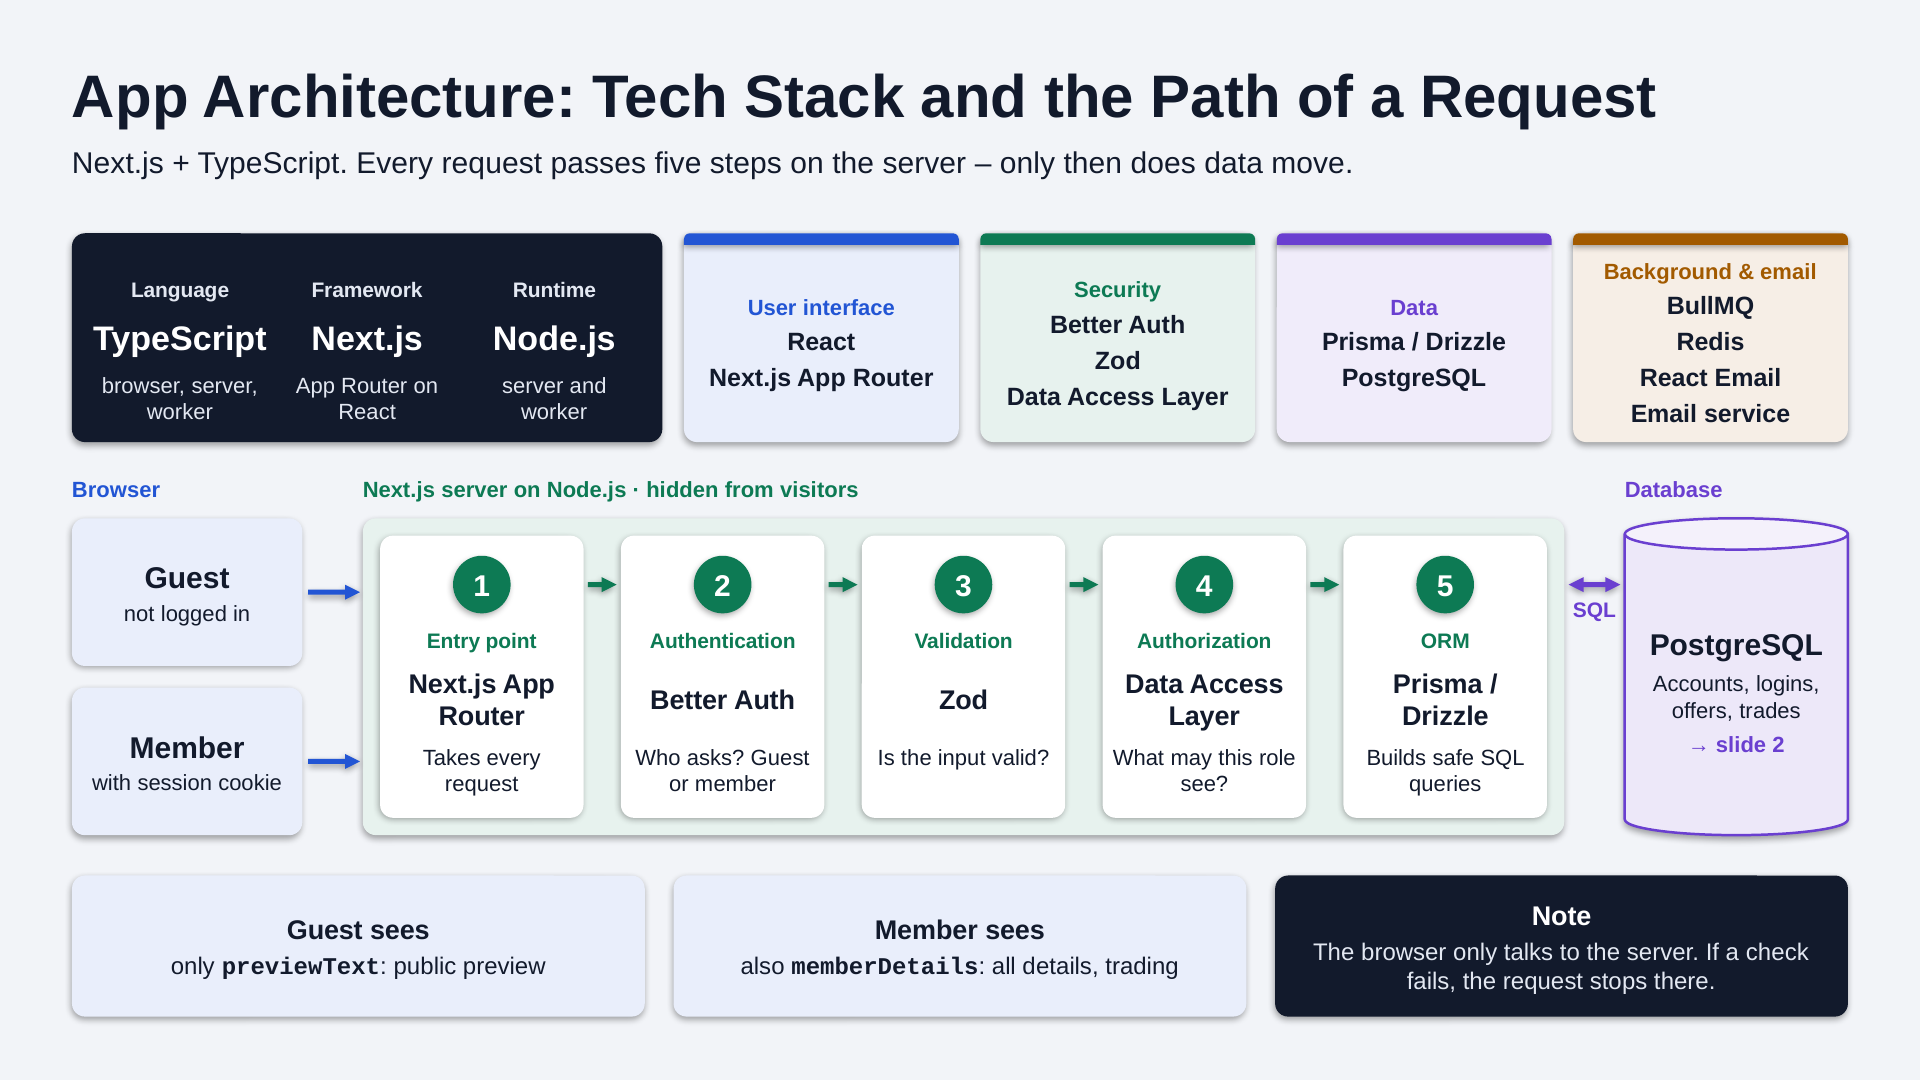 App Architecture: Tech Stack and the Path of a Request
Next.js + TypeScript. Every request passes five steps on the server – only then does data move.
Language
TypeScript
browser, server,
worker
Framework
Next.js
App Router on
React
Runtime
Node.js
server and
worker
User interface
React
Next.js App Router
Security
Better Auth
Zod
Data Access Layer
Data
Prisma / Drizzle
PostgreSQL
Background & email
BullMQ
Redis
React Email
Email service
Browser
Guest
not logged in
Member
with session cookie
Next.js server on Node.js · hidden from visitors
1
Entry point
Next.js App
Router
Takes every
request
2
Authentication
Better Auth
Who asks? Guest
or member
3
Validation
Zod
Is the input valid?
4
Authorization
Data Access
Layer
What may this role
see?
5
ORM
Prisma /
Drizzle
Builds safe SQL
queries
SQL
Database
PostgreSQL
Accounts, logins,
offers, trades
→ slide 2
Guest sees
only previewText: public preview
Member sees
also memberDetails: all details, trading
Note
The browser only talks to the server. If a check
fails, the request stops there.